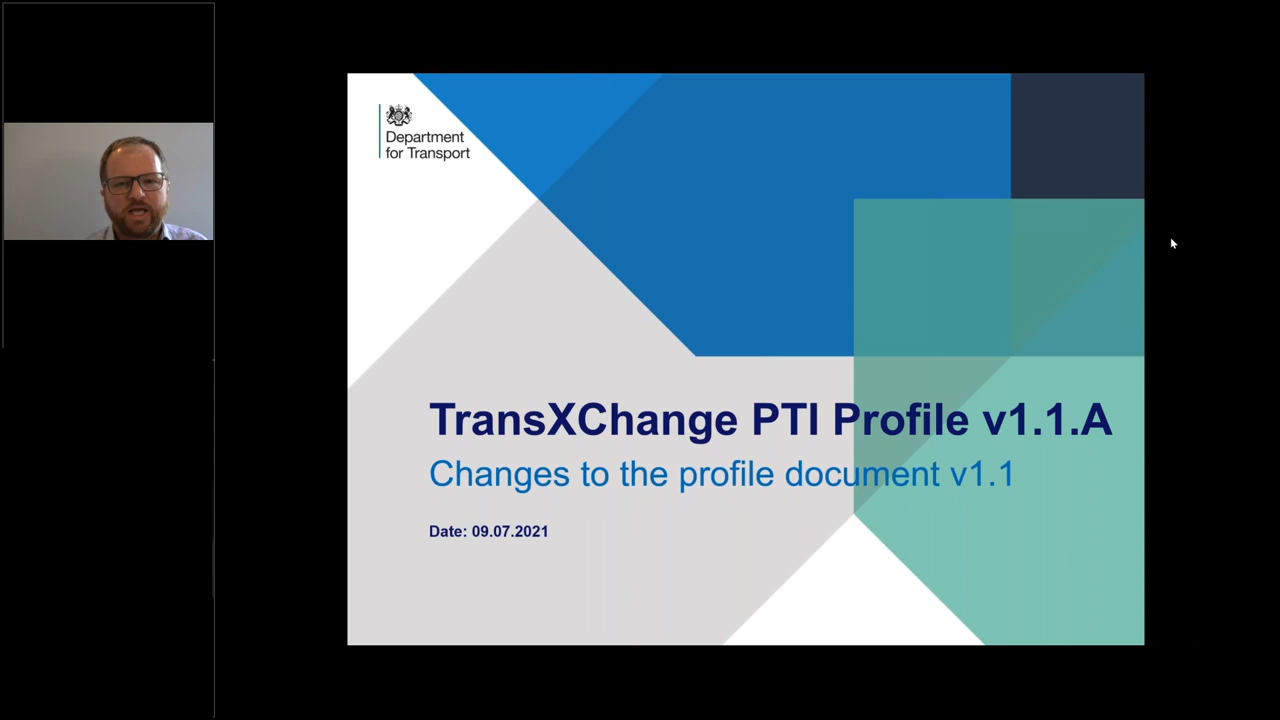 Department
for Transport
TransXChange PTI Profile v1.1.A
Changes to the profile document v1.1
Date: 09.07.2021